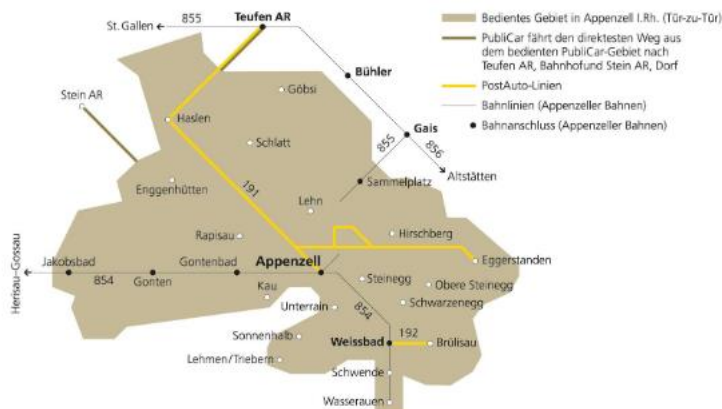 855
Teufen AR
St. Gallen
Bühler
Göbsi
Stein AR
Haslen
Gais
855
856
Schlatt
Altstätten
Sammelplatz
Enggenhütten
191
Lehn
Rapisau
Hirschberg
Appenzell
Eggerstanden
Jakobsbad
Gontenbad
854
Gonten
Kau
Steinegg
Obere Steinegg
Schwarzenegg
Unterrain
854
Herisau–Gossau
Sonnenhalb
Weissbad
192
Brülisau
Lehmen/Triebern
Schwende
Wasserauen
Bedientes Gebiet in Appenzell I.Rh. (Tür-zu-Tür)
PubliCar fährt den direktesten Weg aus
dem bedienten PubliCar-Gebiet nach
Teufen AR, Bahnhofund Stein AR, Dorf
PostAuto-Linien
Bahnlinien (Appenzeller Bahnen)
Bahnanschluss (Appenzeller Bahnen)